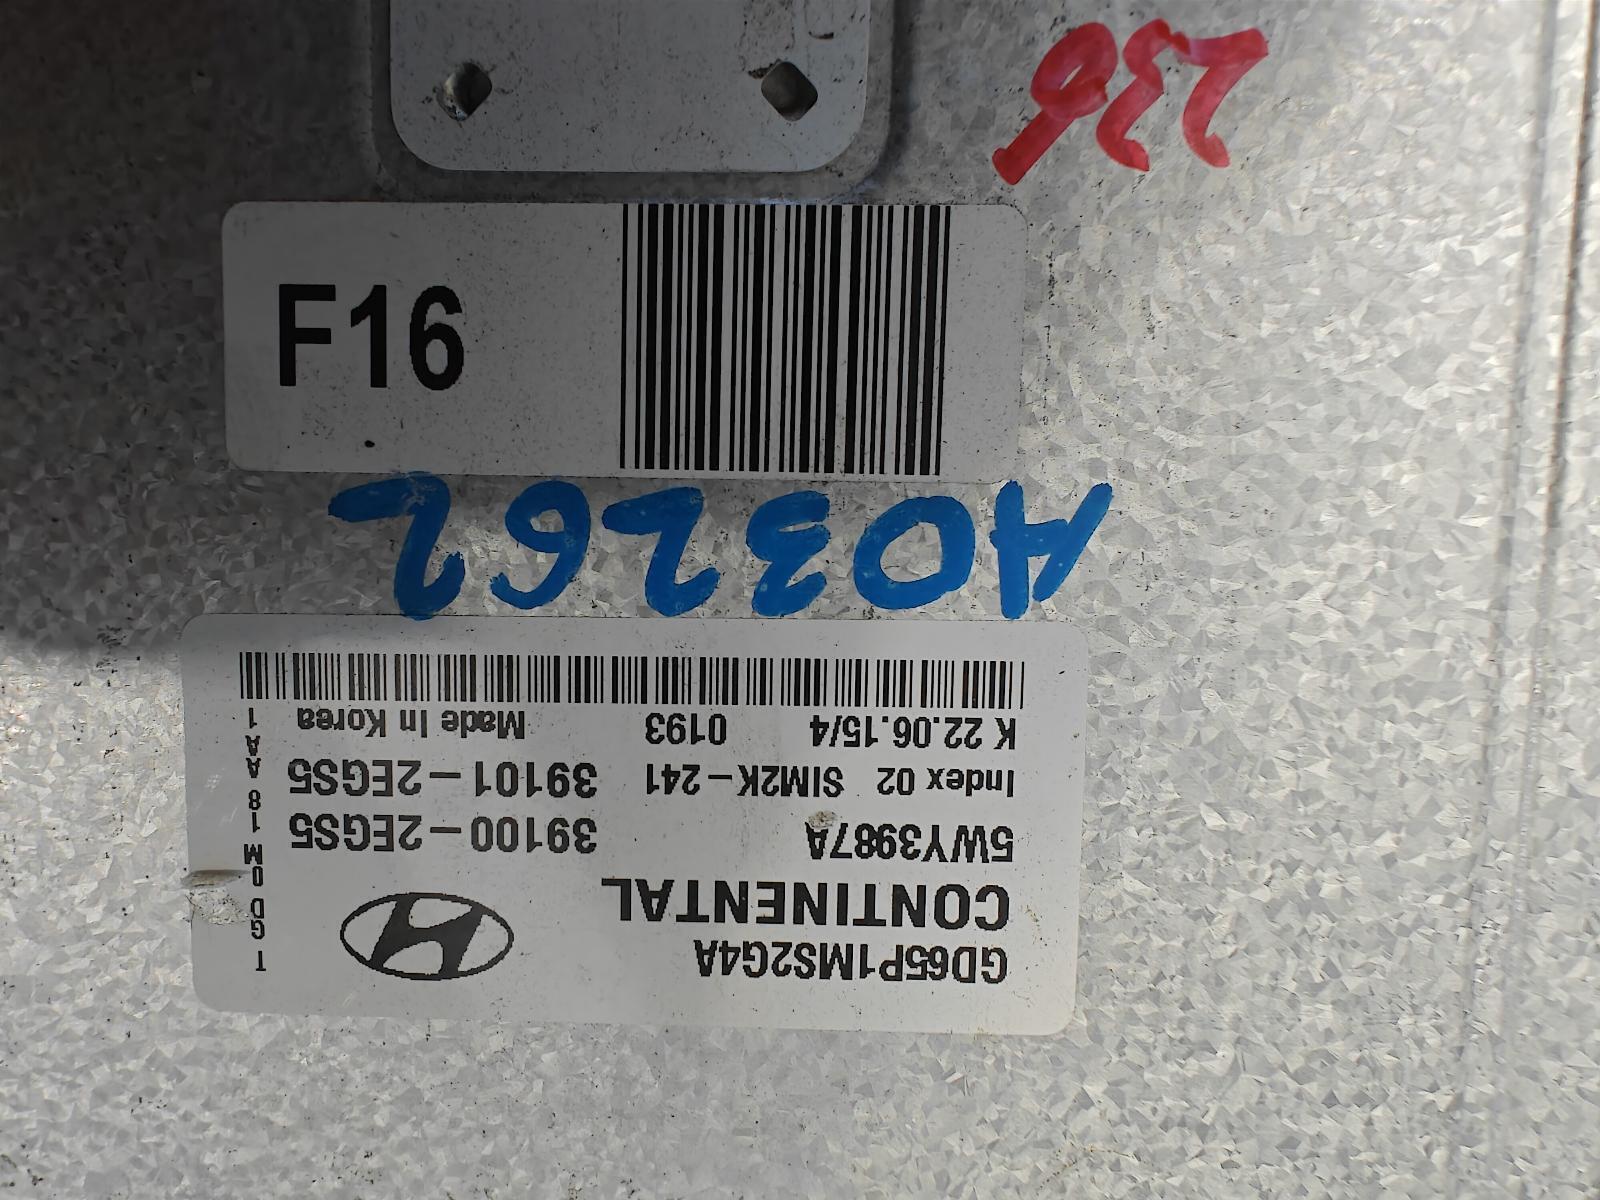 236
F16
A03262
GD65P1MS2G4A
CONTINENTAL
5WY3987A 39100-2EGS5
Index 02 SIM2K-241 39101-2EGS5
K 22.06.15/4 0193 Made In Korea
T GD 0M 18 A A1 1